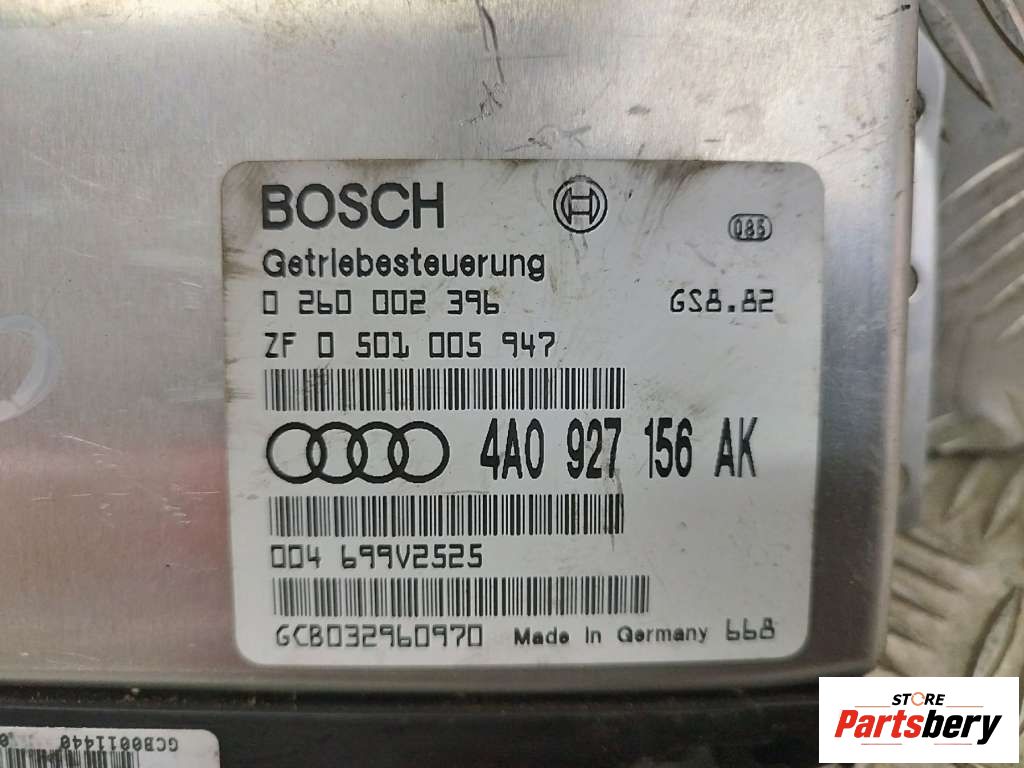 BOSCH
086
Getriebesteuerung
0 260 002 396 GS8.82
ZF 0 501 005 947
4A0 927 156 AK
004 699V2525
GCB032960970 Made in Germany 668
GCB0011440
STORE
Partsbery